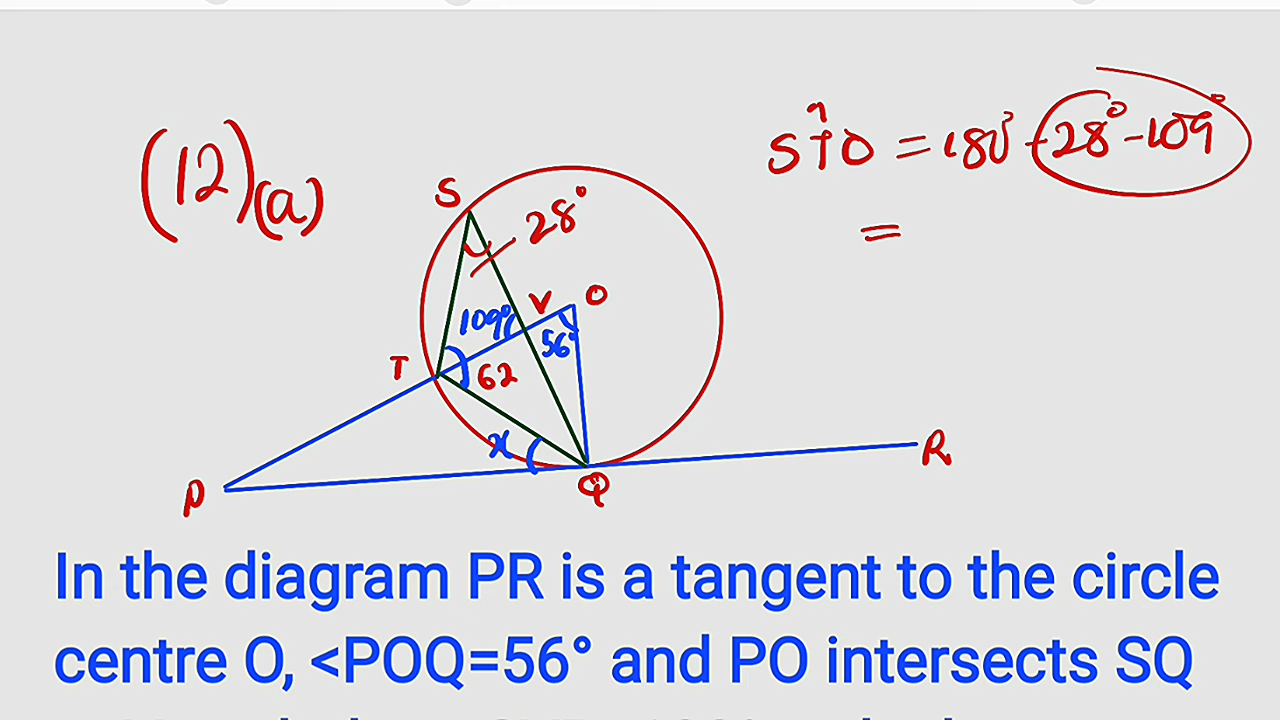 (12)(a)
STO = 180° - 28° - 109°
=
S
28°
V
O
109°
56°
T
62
x
P
Q
R
In the diagram PR is a tangent to the circle
centre O, <POQ=56° and PO intersects SQ